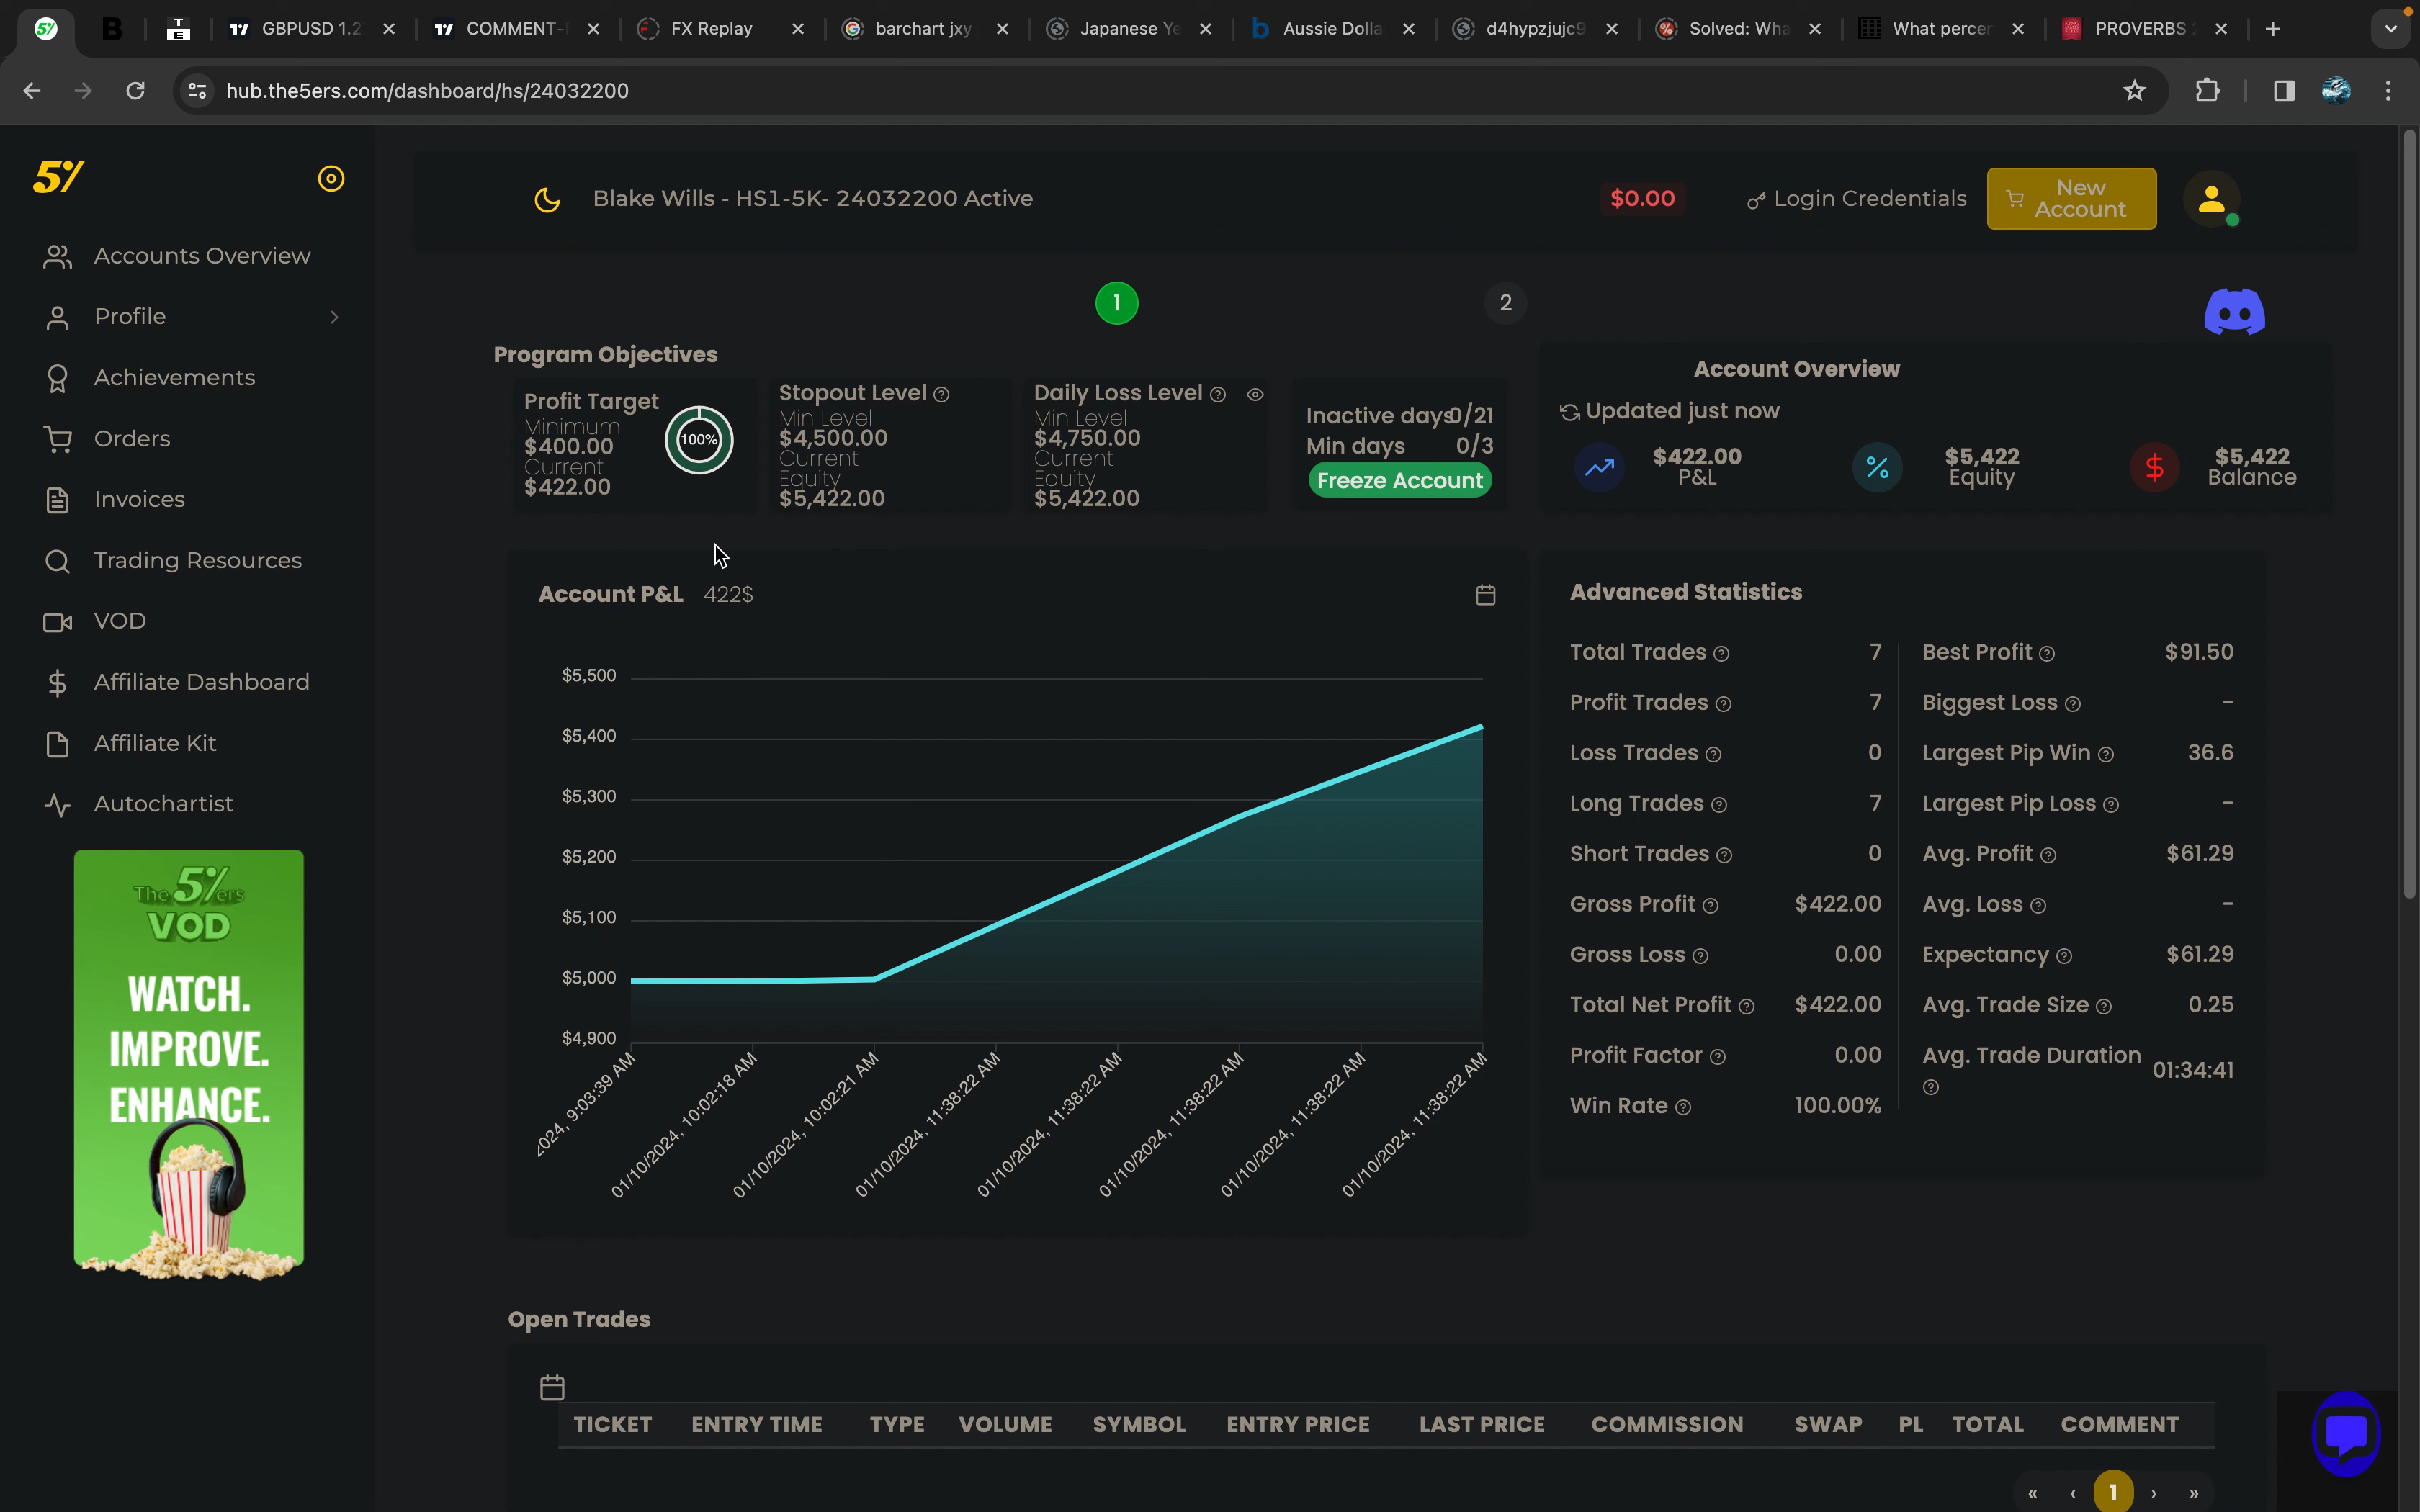 GBPUSD 1.2
COMMENT-
FX Replay
barchart jxy
Japanese Ye
Aussie Dolla
d4hypzjujc9
Solved: Wha
What percen
PROVERBS
hub.the5ers.com/dashboard/hs/24032200
Blake Wills - HS1-5K- 24032200 Active
$0.00
Login Credentials
New
Account
Accounts Overview
Profile
Achievements
Orders
Invoices
Trading Resources
VOD
Affiliate Dashboard
Affiliate Kit
Autochartist
The 5%ers
VOD
WATCH.
IMPROVE.
ENHANCE.
1
2
Program Objectives
Profit Target
Minimum
$400.00
Current
$422.00
100%
Stopout Level
Min Level
$4,500.00
Current
Equity
$5,422.00
Daily Loss Level
Min Level
$4,750.00
Current
Equity
$5,422.00
Inactive days 0/21
Min days 0/3
Freeze Account
Account Overview
Updated just now
$422.00
P&L
$5,422
Equity
$5,422
Balance
Account P&L 422$
$5,500
$5,400
$5,300
$5,200
$5,100
$5,000
$4,900
2024, 9:03:39 AM
01/10/2024, 10:02:18 AM
01/10/2024, 10:02:21 AM
01/10/2024, 11:38:22 AM
01/10/2024, 11:38:22 AM
01/10/2024, 11:38:22 AM
01/10/2024, 11:38:22 AM
01/10/2024, 11:38:22 AM
Advanced Statistics
Total Trades 7
Profit Trades 7
Loss Trades 0
Long Trades 7
Short Trades 0
Gross Profit $422.00
Gross Loss 0.00
Total Net Profit $422.00
Profit Factor 0.00
Win Rate 100.00%
Best Profit $91.50
Biggest Loss -
Largest Pip Win 36.6
Largest Pip Loss -
Avg. Profit $61.29
Avg. Loss -
Expectancy $61.29
Avg. Trade Size 0.25
Avg. Trade Duration 01:34:41
Open Trades
TICKET ENTRY TIME TYPE VOLUME SYMBOL ENTRY PRICE LAST PRICE COMMISSION SWAP PL TOTAL COMMENT
« ‹ 1 › »